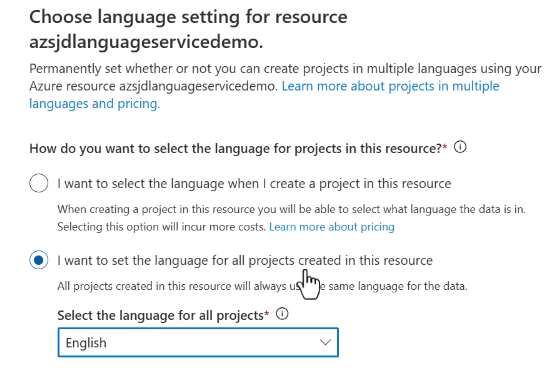 Choose language setting for resource
azsjdlanguageservicedemo.
Permanently set whether or not you can create projects in multiple languages using your
Azure resource azsjdlanguageservicedemo. Learn more about projects in multiple
languages and pricing.
How do you want to select the language for projects in this resource?*
I want to select the language when I create a project in this resource
When creating a project in this resource you will be able to select what language the data is in.
Selecting this option will incur more costs. Learn more about pricing
I want to set the language for all projects created in this resource
All projects created in this resource will always same language for the data.
Select the language for all projects*
English